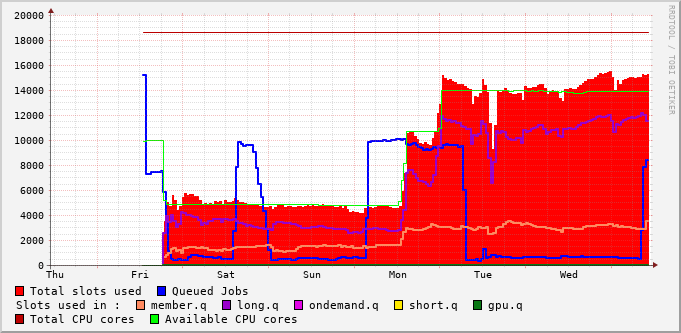 RRDTOOL / TOBI OETIKER
20000
18000
16000
14000
12000
10000
8000
6000
4000
2000
0
Thu Fri Sat Sun Mon Tue Wed
Total slots used Queued Jobs
Slots used in : member.q long.q ondemand.q short.q gpu.q
Total CPU cores Available CPU cores